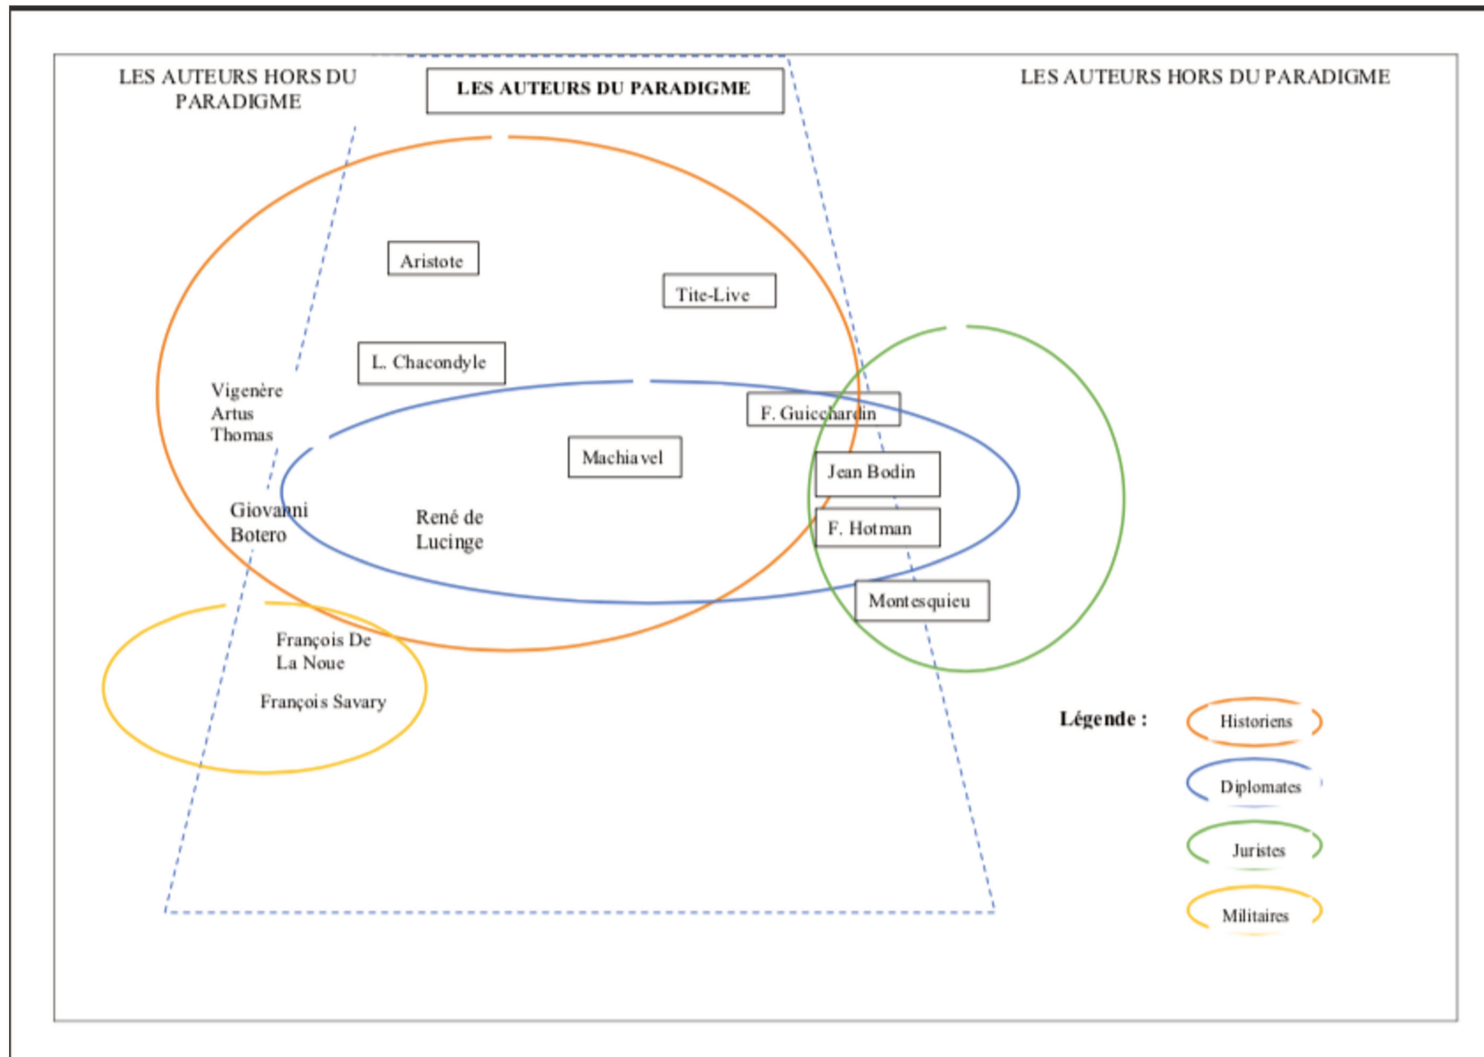 LES AUTEURS HORS DU
PARADIGME
LES AUTEURS DU PARADIGME
LES AUTEURS HORS DU PARADIGME
Aristote
Tite-Live
L. Chacondyle
Vigenère
Artus
Thomas
F. Guicchardin
Machiavel
Jean Bodin
Giovanni
Botero
René de
Lucinge
F. Hotman
Montesquieu
François De
La Noue
François Savary
Légende :
Historiens
Diplomates
Juristes
Militaires